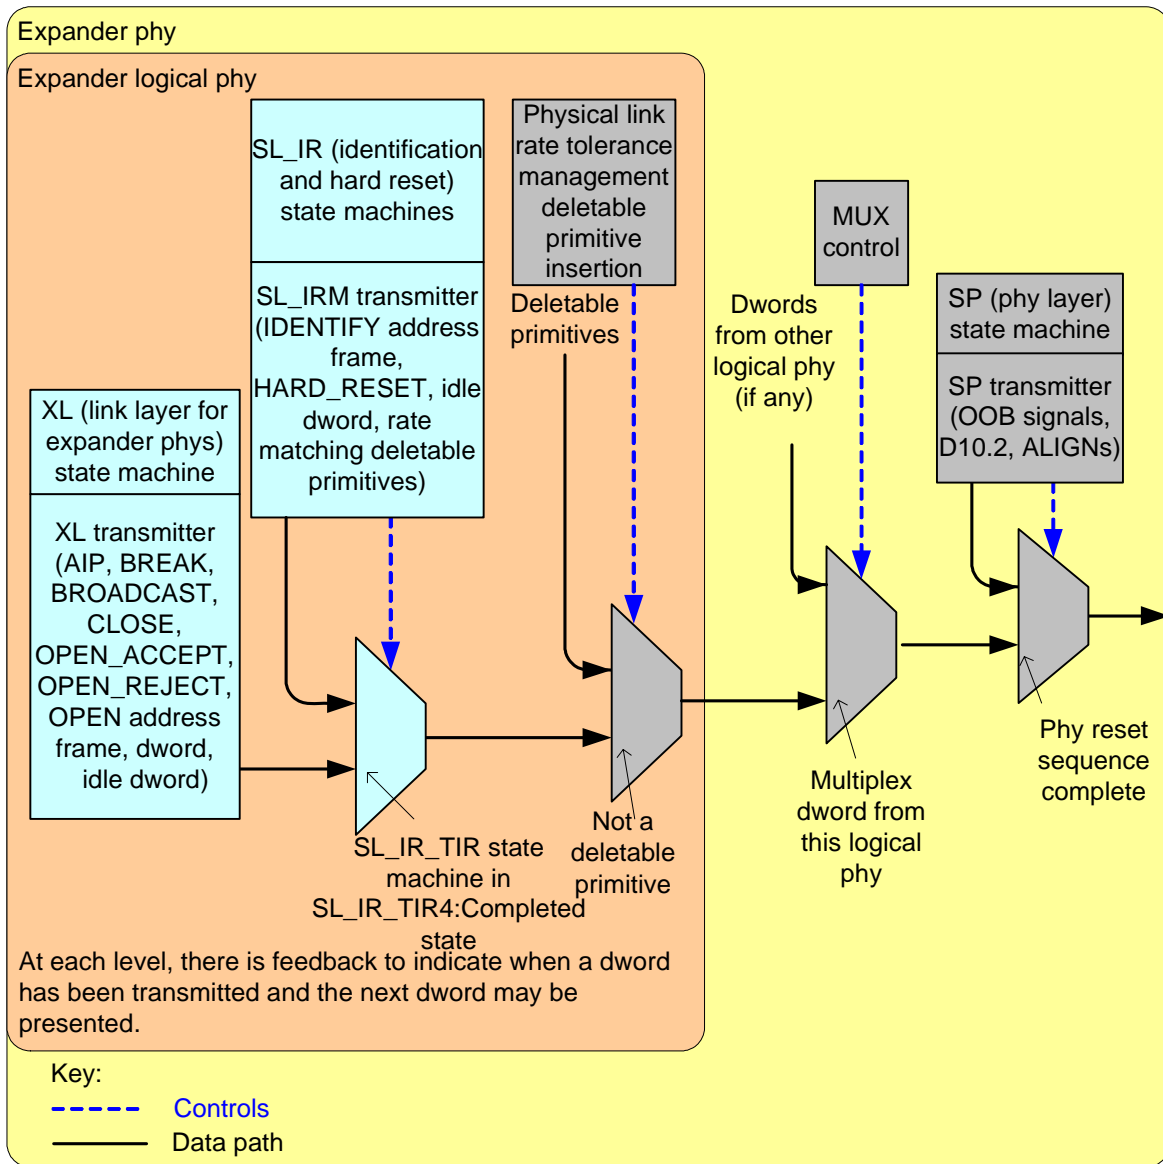 Expander phy
Expander logical phy
SL_IR (identification
and hard reset)
state machines
SL_IRM transmitter
(IDENTIFY address
frame,
HARD_RESET, idle
dword, rate
matching deletable
primitives)
XL (link layer for
expander phys)
state machine
XL transmitter
(AIP, BREAK,
BROADCAST,
CLOSE,
OPEN_ACCEPT,
OPEN_REJECT,
OPEN address
frame, dword,
idle dword)
Physical link
rate tolerance
management
deletable
primitive
insertion
Deletable
primitives
MUX
control
Dwords
from other
logical phy
(if any)
SP (phy layer)
state machine
SP transmitter
(OOB signals,
D10.2, ALIGNs)
SL_IR_TIR state
machine in
SL_IR_TIR4:Completed
state
Not a
deletable
primitive
Multiplex
dword from
this logical
phy
Phy reset
sequence
complete
At each level, there is feedback to indicate when a dword
has been transmitted and the next dword may be
presented.
Key:
Controls
Data path